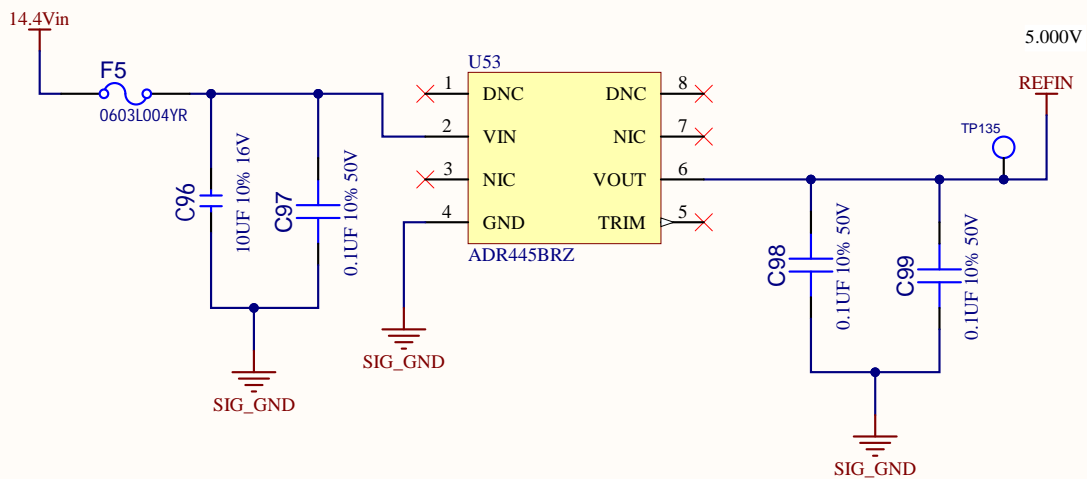 14.4Vin
5.000V
F5
0603L004YR
U53
REFIN
1
DNC
DNC
8
2
VIN
NIC
7
TP135
3
NIC
VOUT
6
4
GND
TRIM
5
ADR445BRZ
C96
10UF 10% 16V
C97
0.1UF 10% 50V
C98
0.1UF 10% 50V
C99
0.1UF 10% 50V
SIG_GND
SIG_GND
SIG_GND